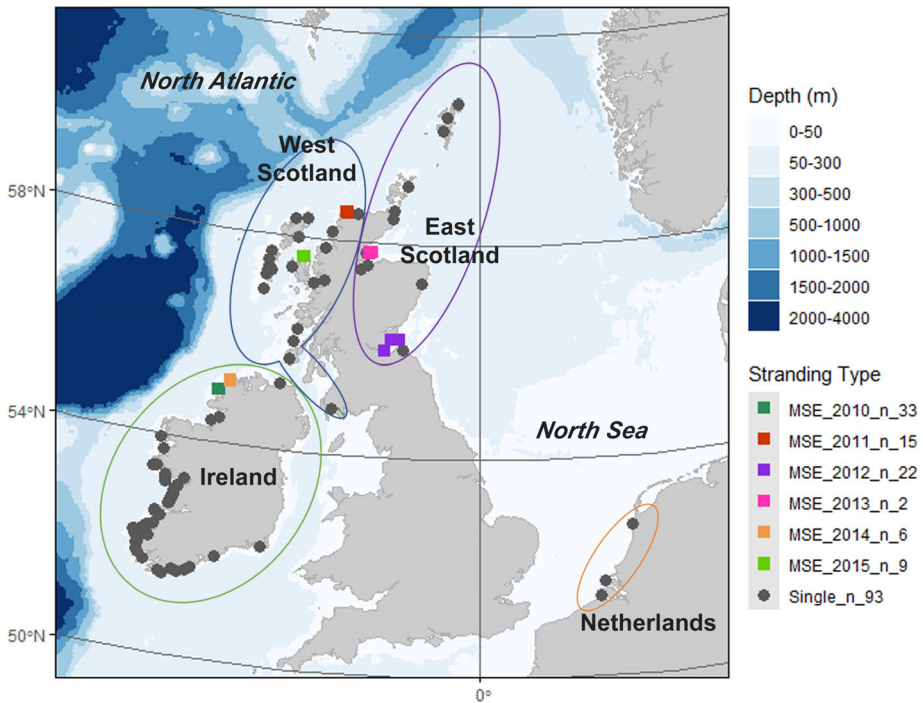 North Atlantic
West
Scotland
58°N
East
Scotland
54°N
North Sea
Ireland
Netherlands
50°N
0°
Depth (m)
0-50
50-300
300-500
500-1000
1000-1500
1500-2000
2000-4000
Stranding Type
MSE_2010_n_33
MSE_2011_n_15
MSE_2012_n_22
MSE_2013_n_2
MSE_2014_n_6
MSE_2015_n_9
Single_n_93